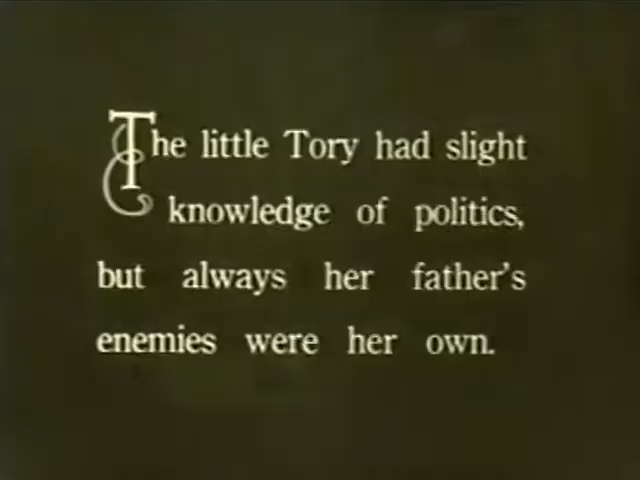 The little Tory had slight
knowledge of politics,
but always her father's
enemies were her own.